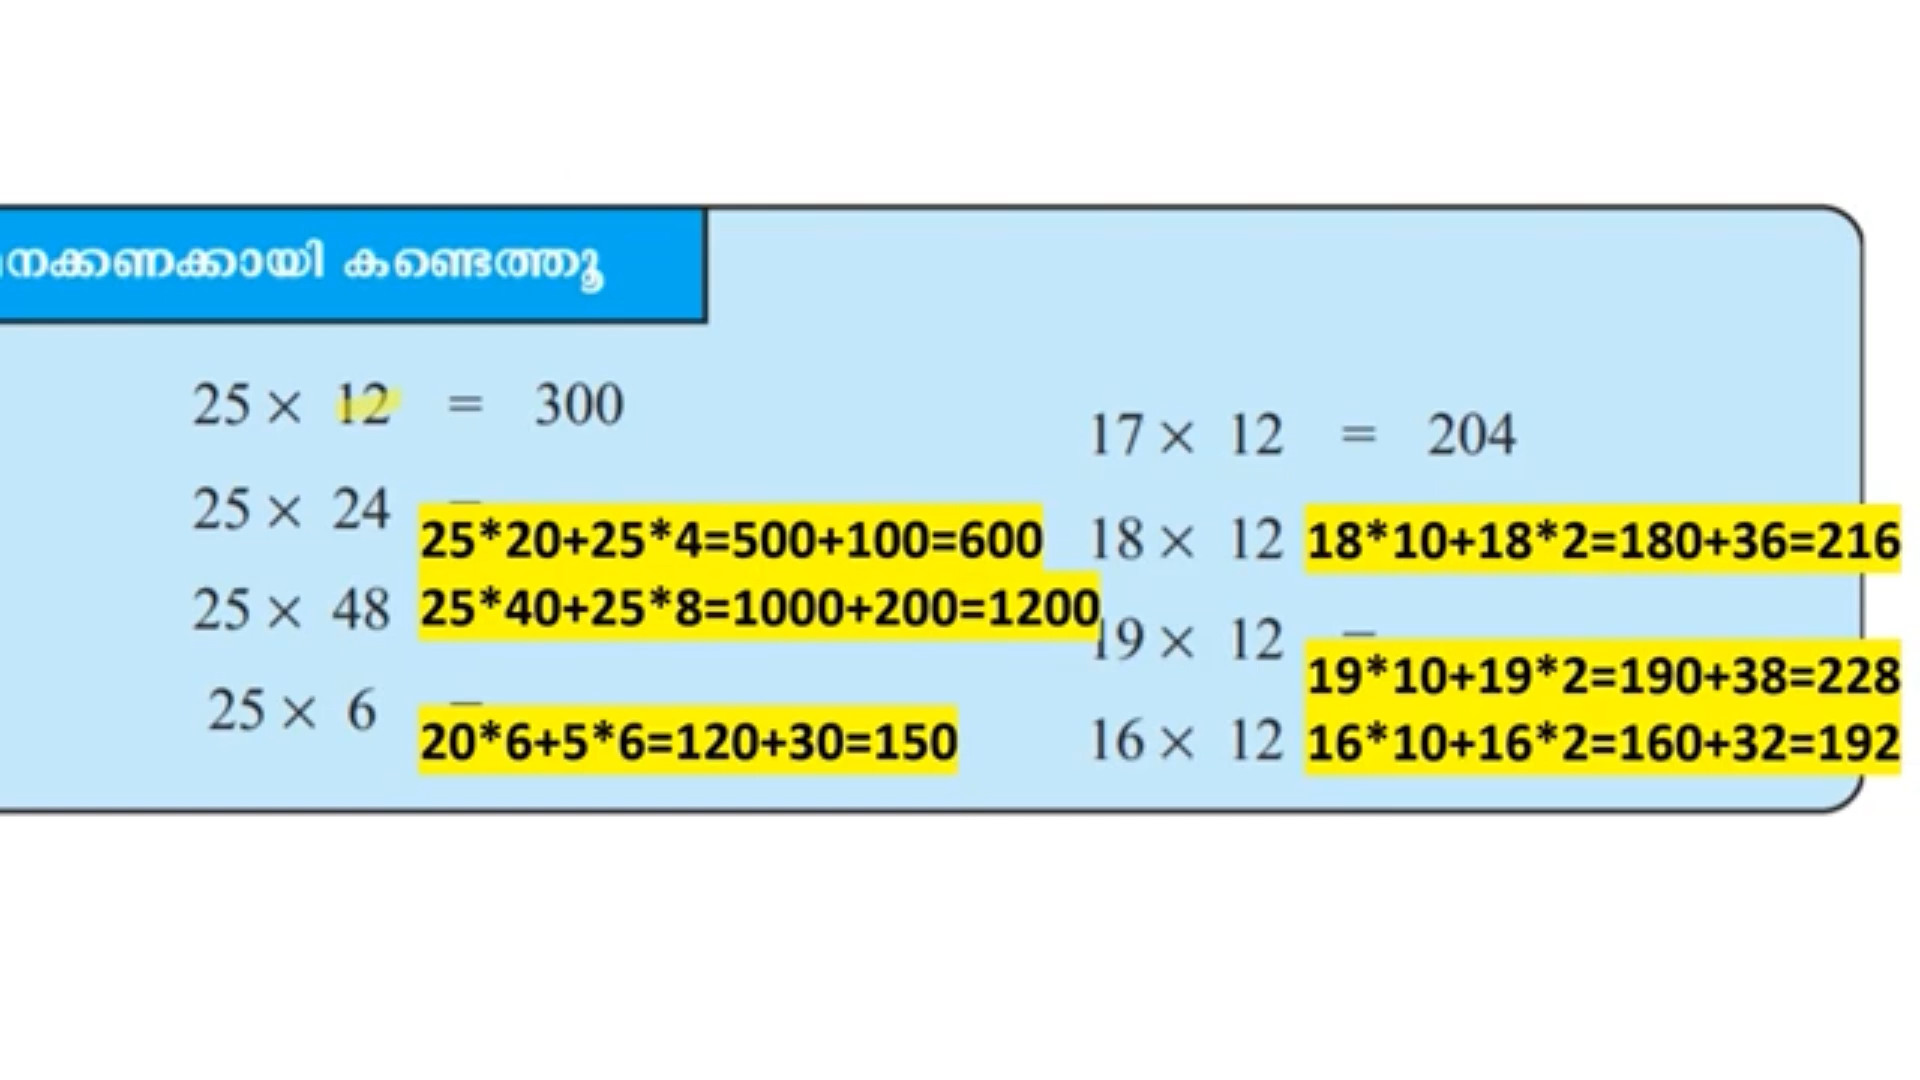 നക്കണക്കായി കണ്ടെത്തൂ
25 × 12 = 300
25 × 24 =
25*20+25*4=500+100=600
25 × 48
25*40+25*8=1000+200=1200
25 × 6 =
20*6+5*6=120+30=150
17 × 12 = 204
18 × 12
18*10+18*2=180+36=216
19 × 12 =
19*10+19*2=190+38=228
16 × 12
16*10+16*2=160+32=192